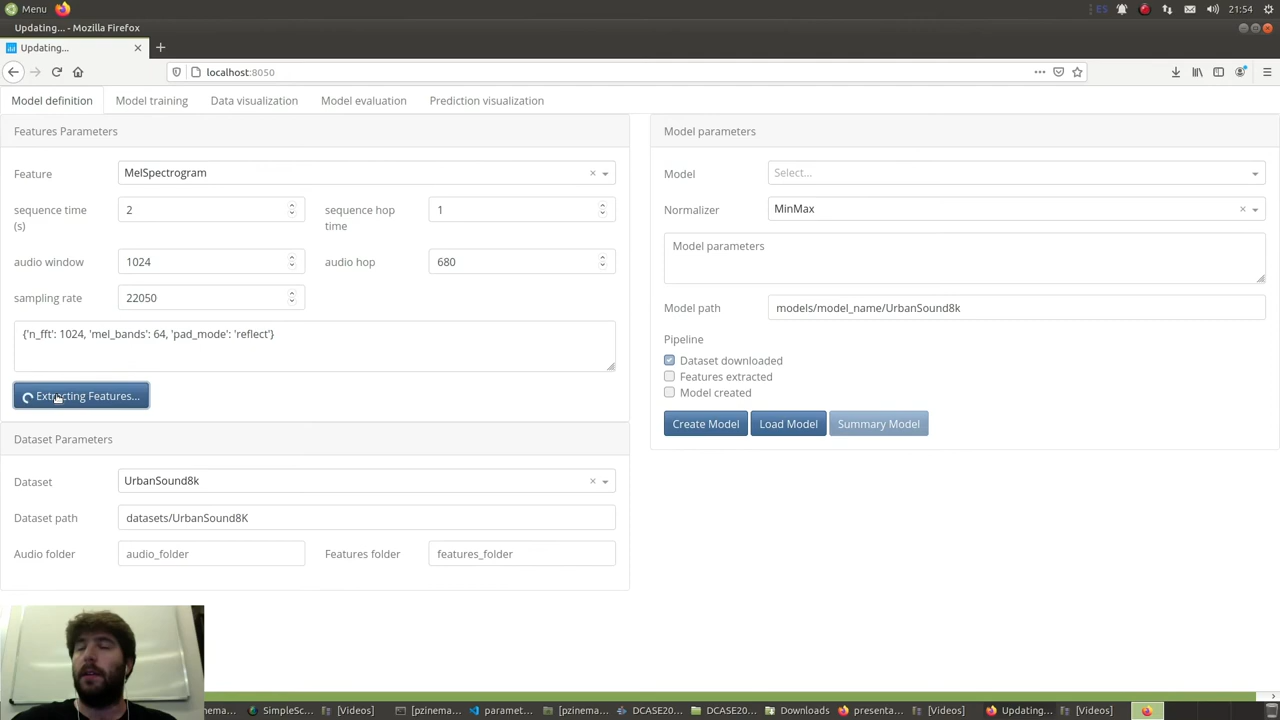 Menu
ES
21:54
Updating... - Mozilla Firefox
Updating...
localhost:8050
Model definition
Model training
Data visualization
Model evaluation
Prediction visualization
Features Parameters
Feature
MelSpectrogram
sequence time (s)
2
sequence hop time
1
audio window
1024
audio hop
680
sampling rate
22050
{'n_fft': 1024, 'mel_bands': 64, 'pad_mode': 'reflect'}
Extracting Features...
Dataset Parameters
Dataset
UrbanSound8k
Dataset path
datasets/UrbanSound8K
Audio folder
audio_folder
Features folder
features_folder
Model parameters
Model
Select...
Normalizer
MinMax
Model parameters
Model path
models/model_name/UrbanSound8k
Pipeline
Dataset downloaded
Features extracted
Model created
Create Model
Load Model
Summary Model
inema...
SimpleSc...
[Videos]
[pzinema...
paramet...
[pzinema...
DCASE20...
DCASE20...
Downloads
presenta...
[Videos]
Updating...
[Videos]